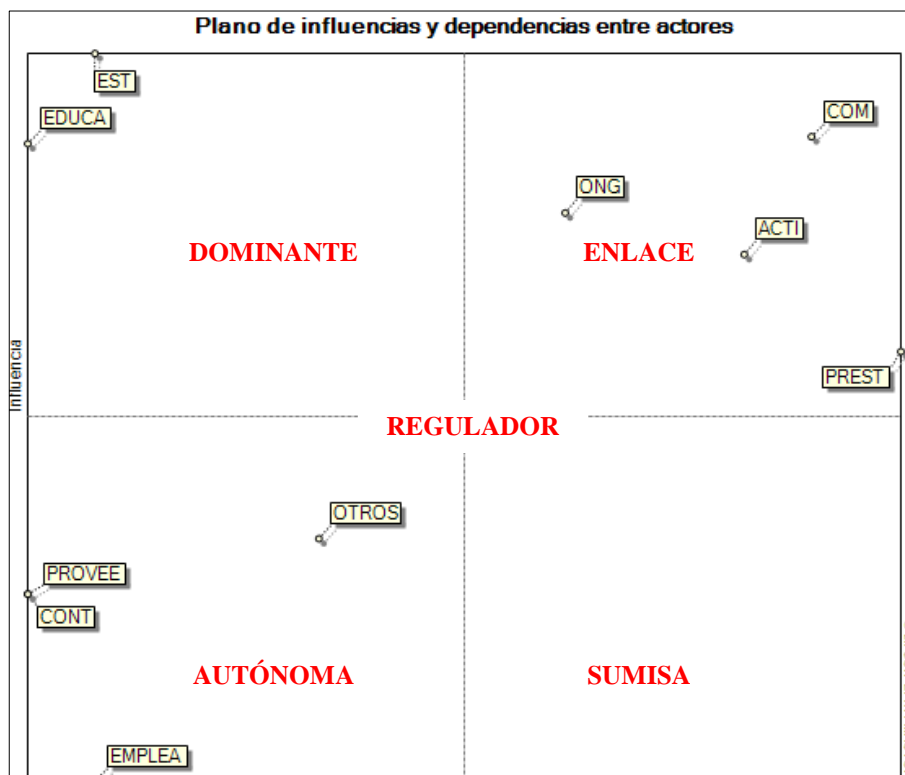 Plano de influencias y dependencias entre actores
EST
EDUCA
COM
ONG
ACTI
DOMINANTE
ENLACE
Influencia
PREST
REGULADOR
OTROS
PROVEE
CONT
AUTÓNOMA
SUMISA
EMPLEA